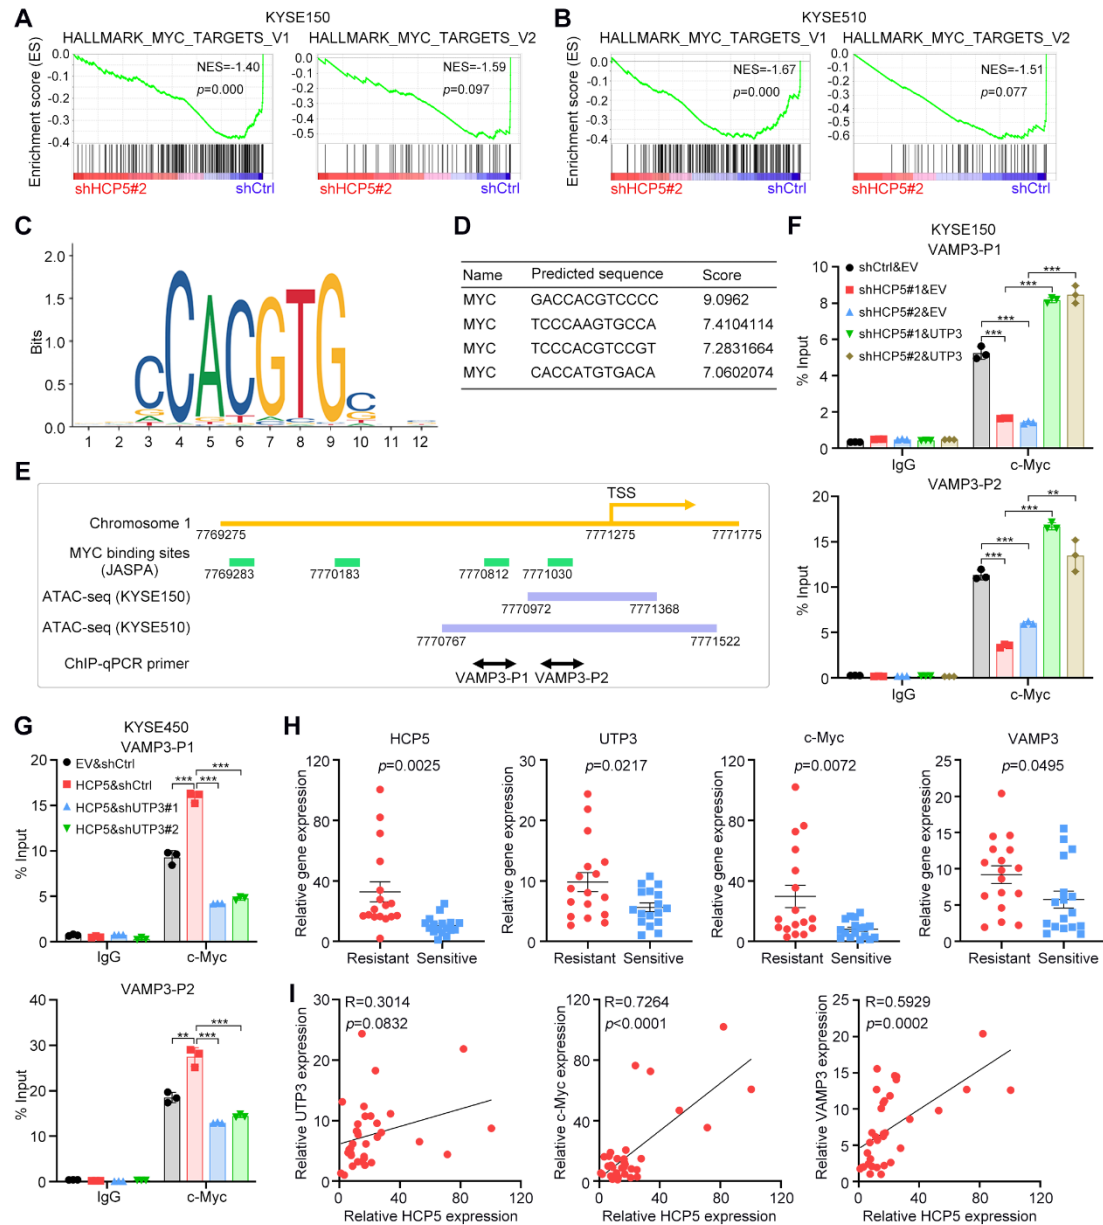 A
KYSE150
HALLMARK_MYC_TARGETS_V1
HALLMARK_MYC_TARGETS_V2
Enrichment score (ES)
0.0
-0.1
-0.2
-0.3
-0.4
NES=-1.40
p=0.000
shHCP5#2
shCtrl
0.0
-0.1
-0.2
-0.3
-0.4
-0.5
NES=-1.59
p=0.097
shHCP5#2
shCtrl
B
KYSE510
HALLMARK_MYC_TARGETS_V1
HALLMARK_MYC_TARGETS_V2
Enrichment score (ES)
0.0
-0.1
-0.2
-0.3
-0.4
NES=-1.67
p=0.000
shHCP5#2
shCtrl
0.0
-0.1
-0.2
-0.3
-0.4
-0.5
-0.6
NES=-1.51
p=0.077
shHCP5#2
shCtrl
C
Bits
2.0
1.5
1.0
0.5
0.0
CCACGTGC
1 2 3 4 5 6 7 8 9 10 11 12
D
Name Predicted sequence Score
MYC GACCACGTCCCC 9.0962
MYC TCCCAAGTGCCA 7.4104114
MYC TCCCACGTCCGT 7.2831664
MYC CACCATGTGACA 7.0602074
E
TSS
Chromosome 1
7769275 7771275 7771775
MYC binding sites
(JASPA)
7769283 7770183 7770812 7771030
ATAC-seq (KYSE150)
7770972 7771368
ATAC-seq (KYSE510)
7770767 7771522
ChIP-qPCR primer
VAMP3-P1 VAMP3-P2
F
KYSE150
VAMP3-P1
% Input
10
8
6
4
2
0
shCtrl&EV
shHCP5#1&EV
shHCP5#2&EV
shHCP5#1&UTP3
shHCP5#2&UTP3
***
***
***
***
IgG c-Myc
VAMP3-P2
% Input
20
15
10
5
0
**
***
***
***
IgG c-Myc
G
KYSE450
VAMP3-P1
% Input
20
15
10
5
0
EV&shCtrl
HCP5&shCtrl
HCP5&shUTP3#1
HCP5&shUTP3#2
***
*** ***
IgG c-Myc
VAMP3-P2
% Input
40
30
20
10
0
***
** ***
IgG c-Myc
H
HCP5
p=0.0025
Relative gene expression
120
80
40
0
Resistant Sensitive
UTP3
p=0.0217
Relative gene expression
30
20
10
0
Resistant Sensitive
c-Myc
p=0.0072
Relative gene expression
120
90
60
30
0
Resistant Sensitive
VAMP3
p=0.0495
Relative gene expression
25
20
15
10
5
0
Resistant Sensitive
I
R=0.3014
p=0.0832
Relative UTP3 expression
30
20
10
0
0 40 80 120
Relative HCP5 expression
R=0.7264
p<0.0001
Relative c-Myc expression
120
100
80
60
40
20
0
0 40 80 120
Relative HCP5 expression
R=0.5929
p=0.0002
Relative VAMP3 expression
25
20
15
10
5
0
0 40 80 120
Relative HCP5 expression